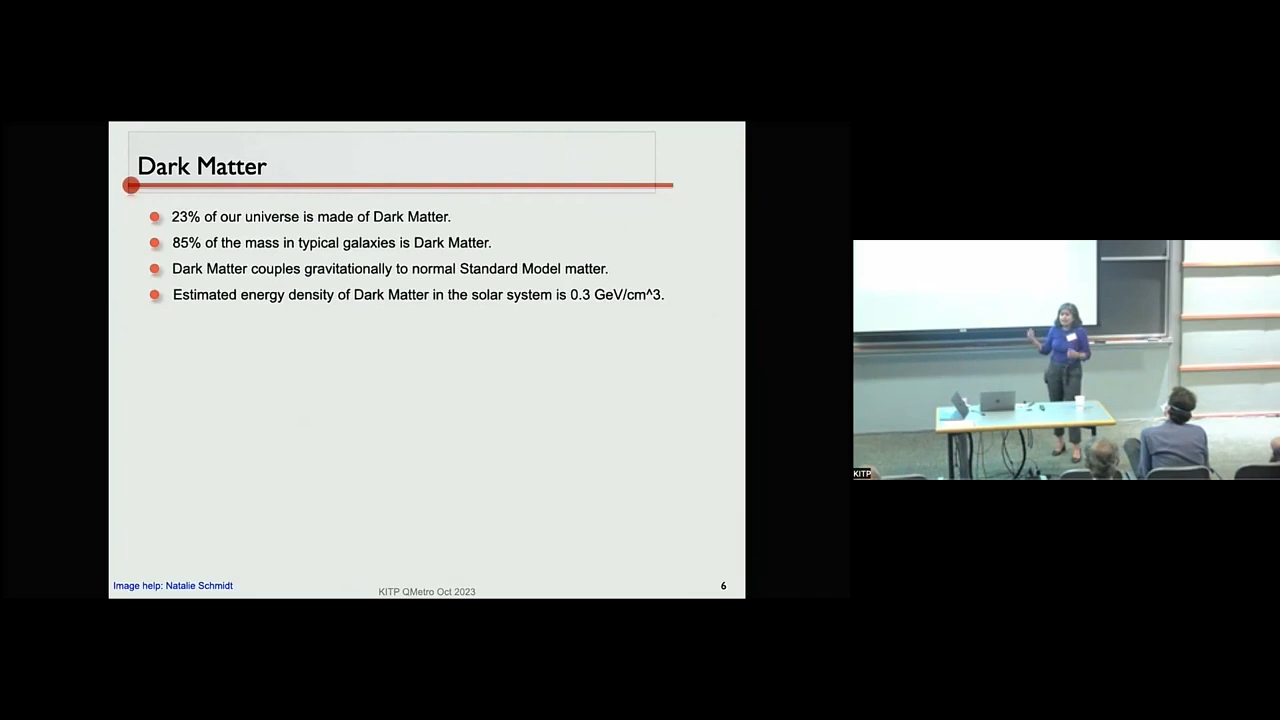 Dark Matter
23% of our universe is made of Dark Matter.
85% of the mass in typical galaxies is Dark Matter.
Dark Matter couples gravitationally to normal Standard Model matter.
Estimated energy density of Dark Matter in the solar system is 0.3 GeV/cm^3.
Image help: Natalie Schmidt
KITP QMetro Oct 2023
6
KITP